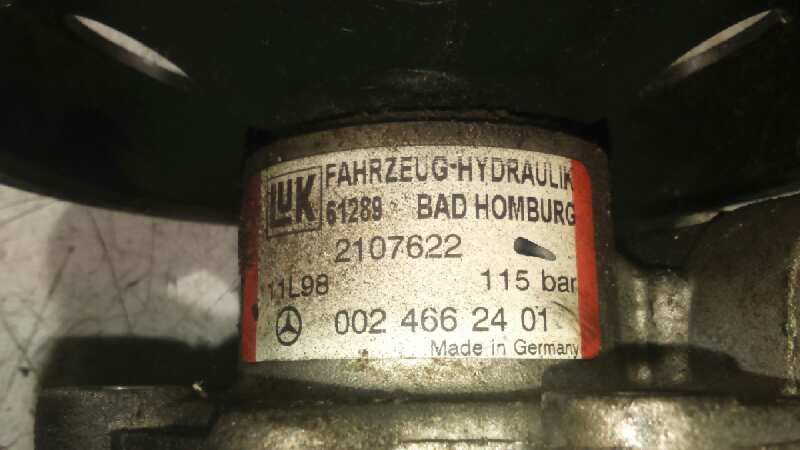 LuK FAHRZEUG-HYDRAULIK
61289 BAD HOMBURG
2107622
11L98 115 bar
002 466 24 01
Made in Germany